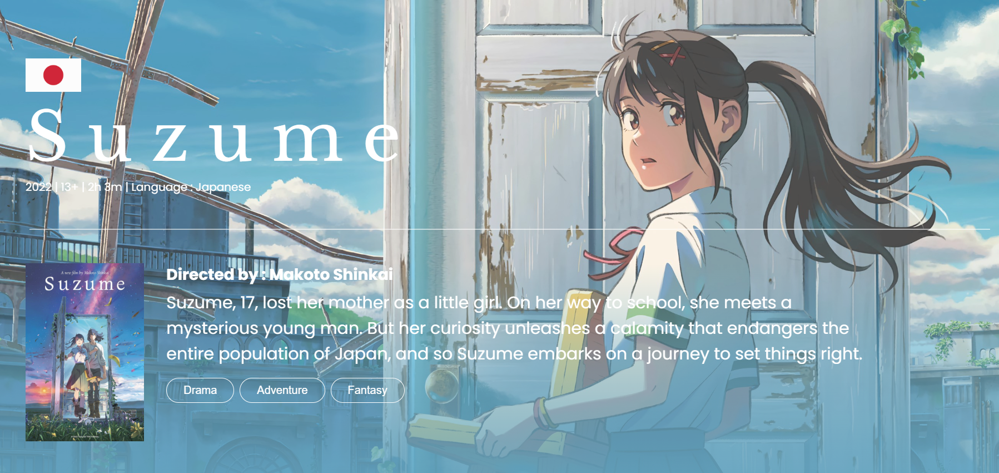 Suzume
2022 | 13+ | 2h 3m | Language : Japanese
A new film by Makoto Shinkai
Suzume
Directed by : Makoto Shinkai
Suzume, 17, lost her mother as a little girl. On her way to school, she meets a
mysterious young man. But her curiosity unleashes a calamity that endangers the
entire population of Japan, and so Suzume embarks on a journey to set things right.
Drama
Adventure
Fantasy